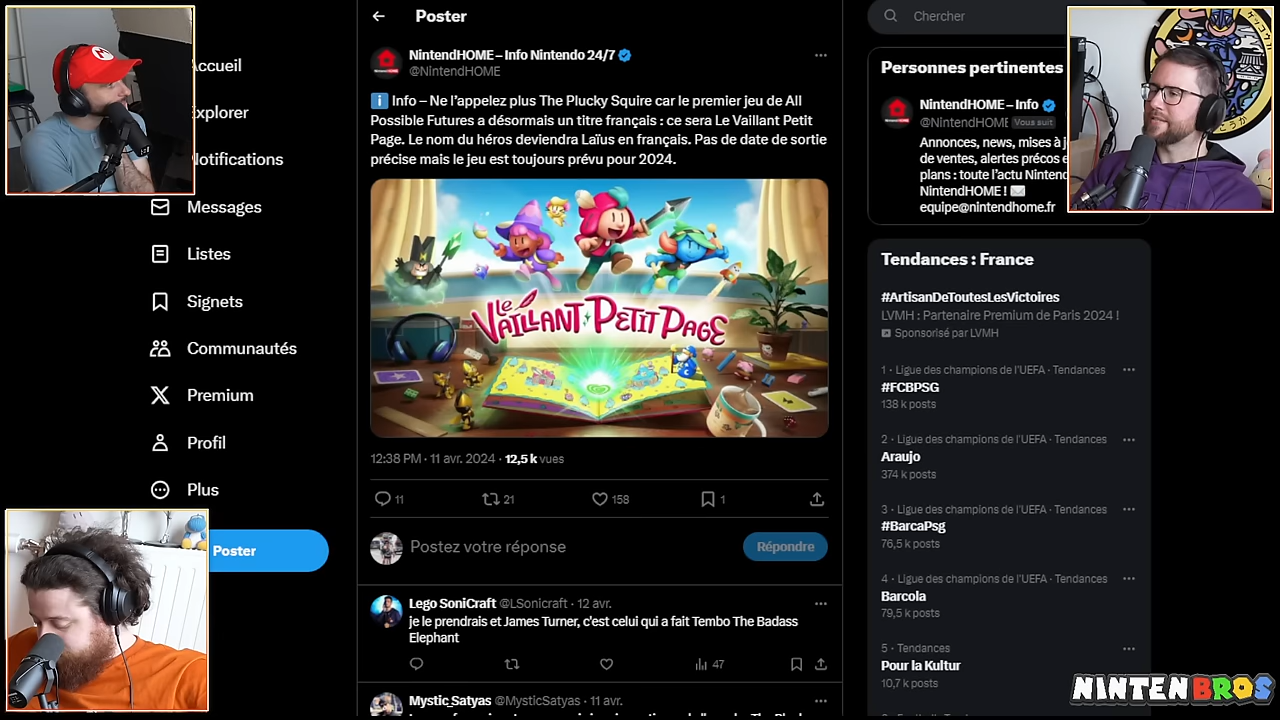 Accueil
Explorer
Notifications
Messages
Listes
Signets
Communautés
Premium
Profil
Plus
Poster
Poster
NintendHOME – Info Nintendo 24/7
@NintendHOME
Info – Ne l’appelez plus The Plucky Squire car le premier jeu de All
Possible Futures a désormais un titre français : ce sera Le Vaillant Petit
Page. Le nom du héros deviendra Laïus en français. Pas de date de sortie
précise mais le jeu est toujours prévu pour 2024.
LE
VAILLANT PETIT PAGE
12:38 PM · 11 avr. 2024 · 12,5 k vues
11
21
158
1
Postez votre réponse
Répondre
Lego SoniCraft @LSonicraft · 12 avr.
je le prendrais et James Turner, c'est celui qui a fait Tembo The Badass
Elephant
47
Mystic_Satyas @MysticSatyas · 11 avr.
Chercher
Personnes pertinentes
NintendHOME – Info
@NintendHOME Vous suit
Annonces, news, mises à
de ventes, alertes précos
plans : toute l’actu
NintendHOME !
equipe@nintendhome.fr
Tendances : France
#ArtisanDeToutesLesVictoires
LVMH : Partenaire Premium de Paris 2024 !
Sponsorisé par LVMH
1 · Ligue des champions de l’UEFA · Tendances
#FCBPSG
138 k posts
2 · Ligue des champions de l’UEFA · Tendances
Araujo
374 k posts
3 · Ligue des champions de l’UEFA · Tendances
#BarcaPsg
76,5 k posts
4 · Ligue des champions de l’UEFA · Tendances
Barcola
79,5 k posts
5 · Tendances
Pour la Kultur
10,7 k posts
NINTENBROS